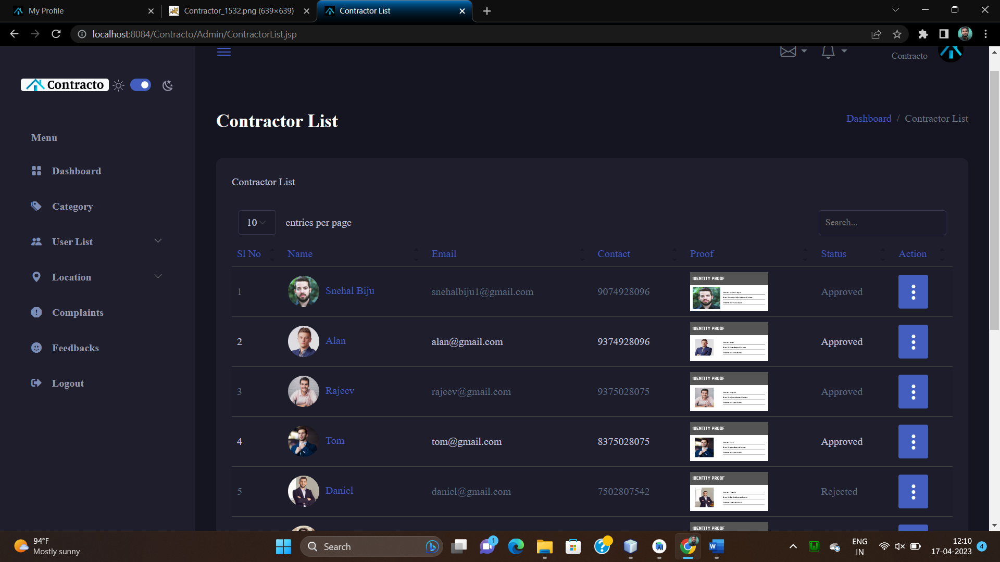 My Profile
Contractor_1532.png (639×639)
Contractor List
localhost:8084/Contracto/Admin/ContractorList.jsp
Contracto
Contracto
Contractor List
Dashboard / Contractor List
Menu
Dashboard
Category
User List
Location
Complaints
Feedbacks
Logout
Contractor List
10 entries per page
Search...
Sl No Name Email Contact Proof Status Action
1 Snehal Biju snehalbiju1@gmail.com 9074928096 IDENTITY PROOF Approved
2 Alan alan@gmail.com 9374928096 IDENTITY PROOF Approved
3 Rajeev rajeev@gmail.com 9375028075 IDENTITY PROOF Approved
4 Tom tom@gmail.com 8375028075 IDENTITY PROOF Approved
5 Daniel daniel@gmail.com 7502807542 IDENTITY PROOF Rejected
IDENTITY PROOF
94°F
Mostly sunny
Search
1
ENG
IN
12:10
17-04-2023
4